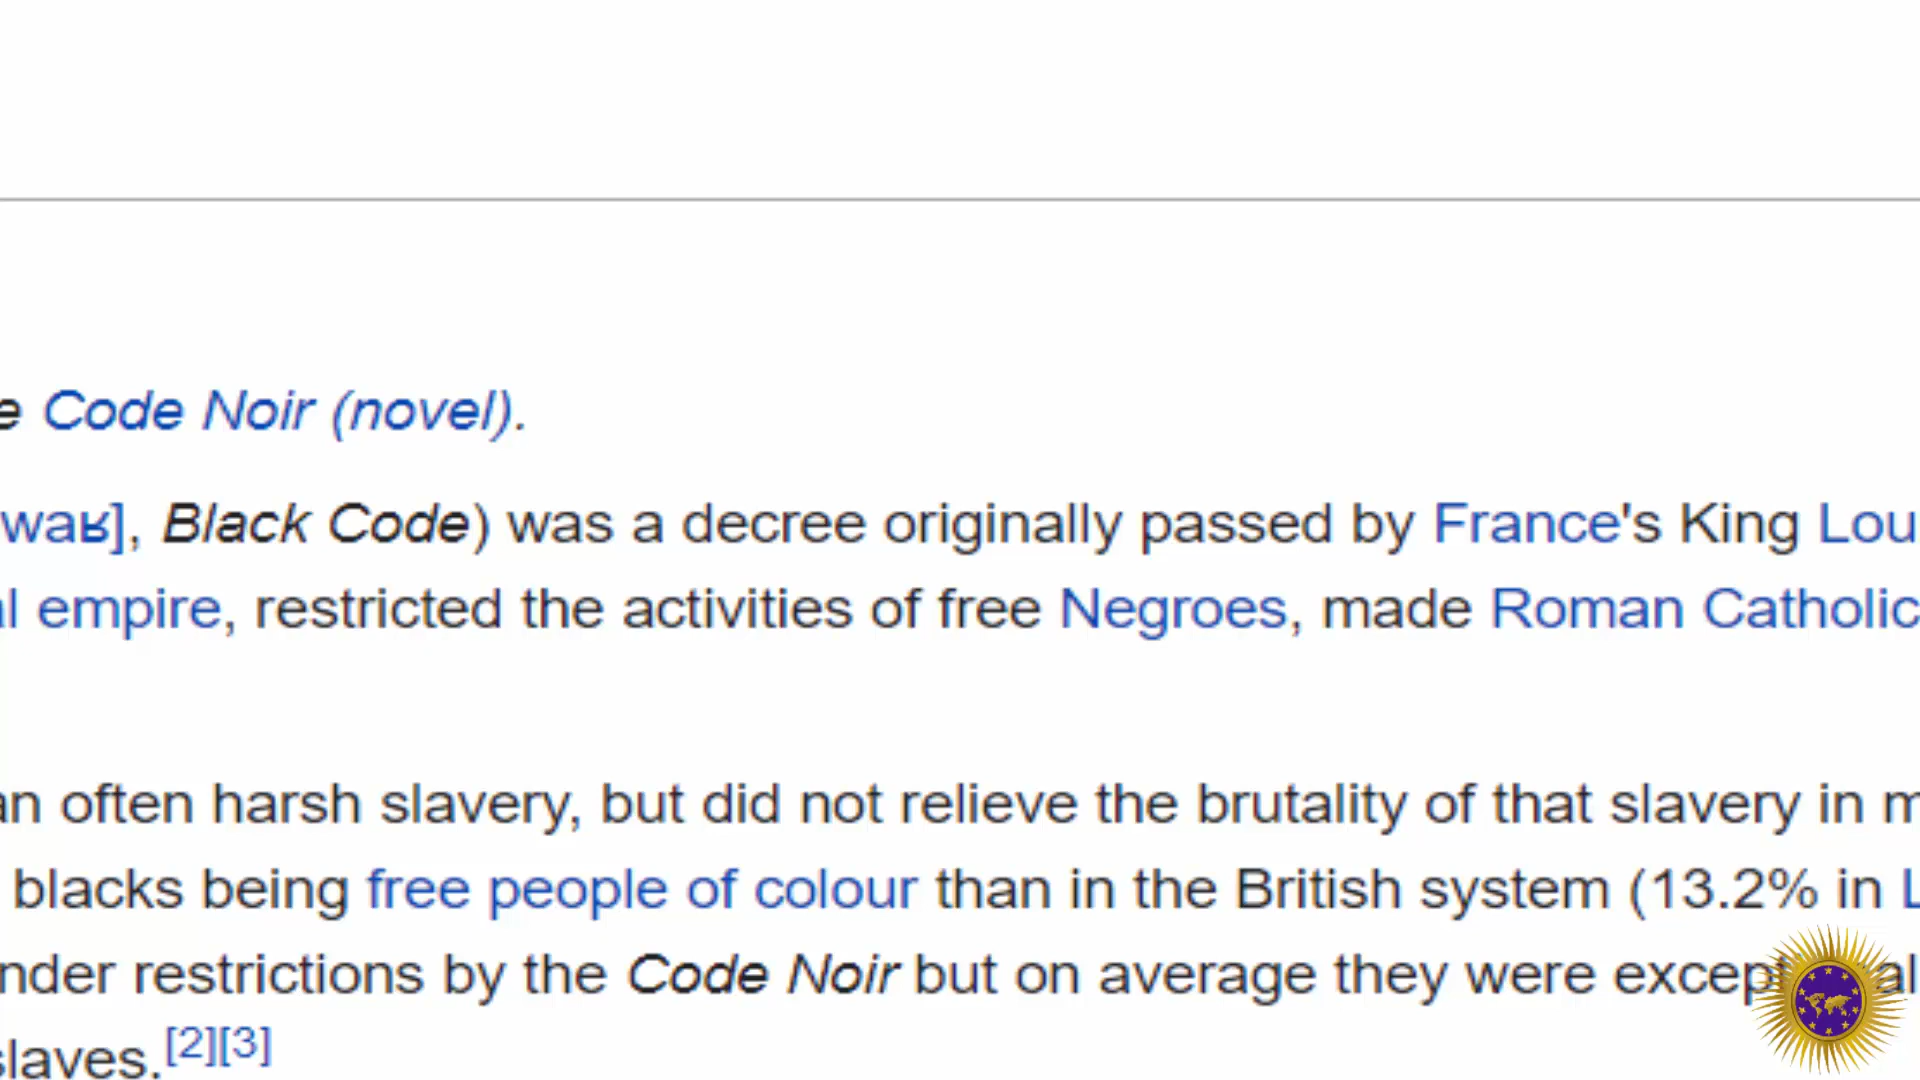 e Code Noir (novel).
waʁ], Black Code) was a decree originally passed by France's King Lou
l empire, restricted the activities of free Negroes, made Roman Catholic
an often harsh slavery, but did not relieve the brutality of that slavery in m
blacks being free people of colour than in the British system (13.2% in L
nder restrictions by the Code Noir but on average they were except al
slaves.[2][3]